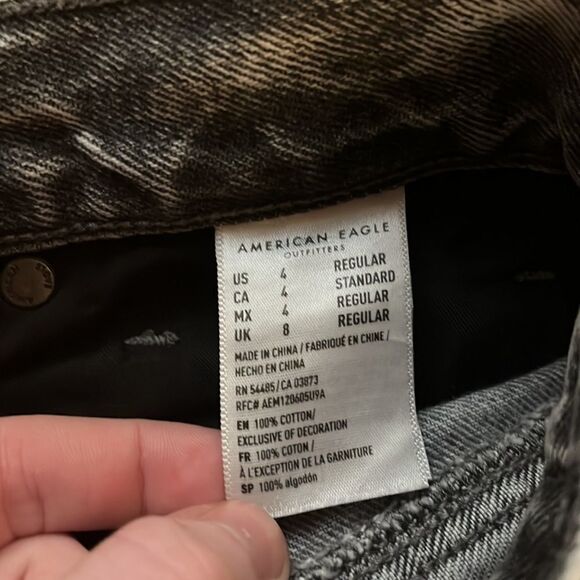 AMERICAN EAGLE
OUTFITTERS
US 4 REGULAR
CA 4 STANDARD
MX 4 REGULAR
UK 8 REGULAR
MADE IN CHINA / FABRIQUÉ EN CHINE /
HECHO EN CHINA
RN 54485/CA 03873
RFC# AEM120605U9A
EN 100% COTTON/
EXCLUSIVE OF DECORATION
FR 100% COTON /
À L'EXCEPTION DE LA GARNITURE
SP 100% algodón